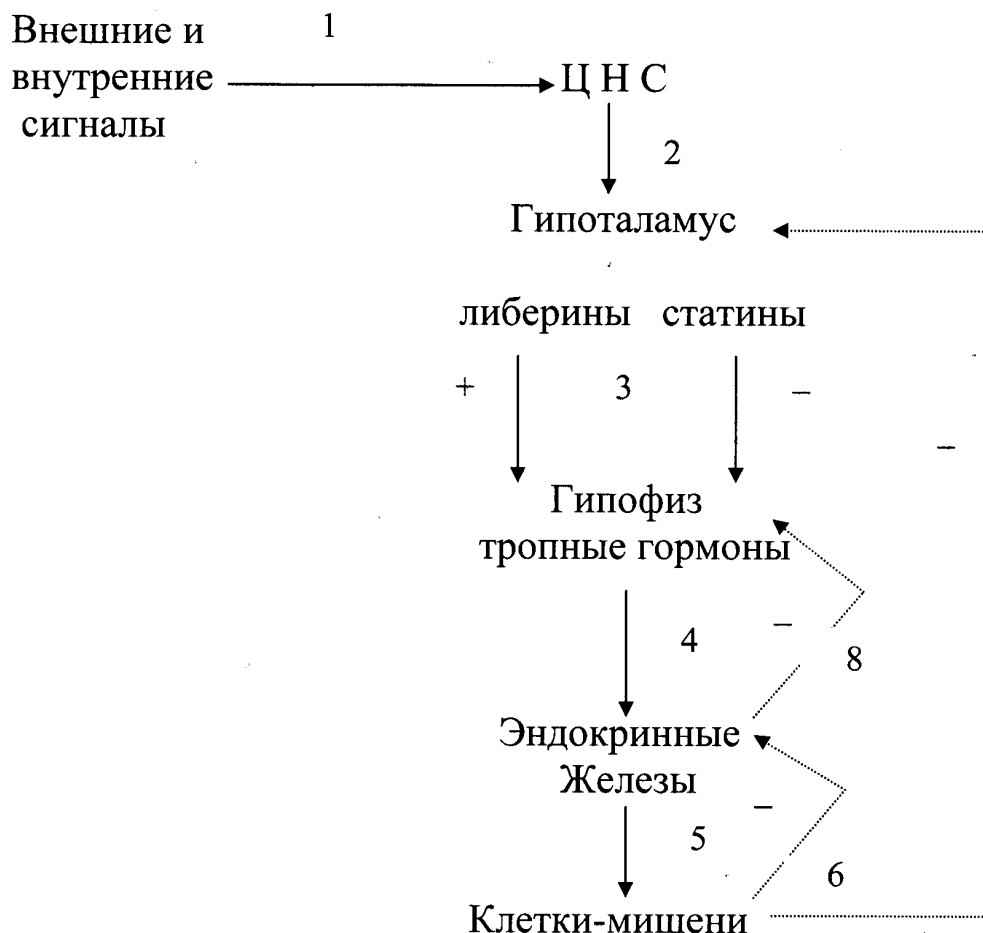 Внешние и 1
внутренние Ц Н С
сигналы
2
Гипоталамус
либерины статины
+ 3 –
–
Гипофиз
тропные гормоны
4 –
8
Эндокринные
Железы
–
5
6
Клетки-мишени